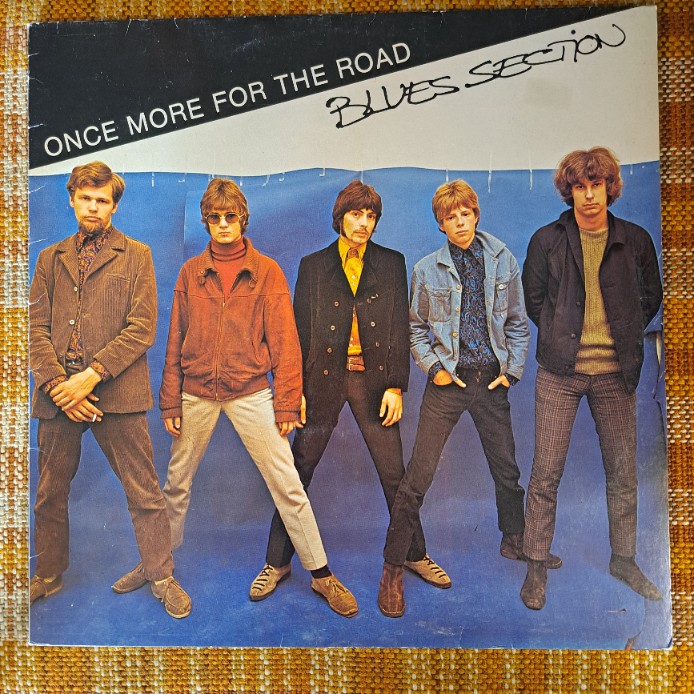 ONCE MORE FOR THE ROAD
BLUES SECTION